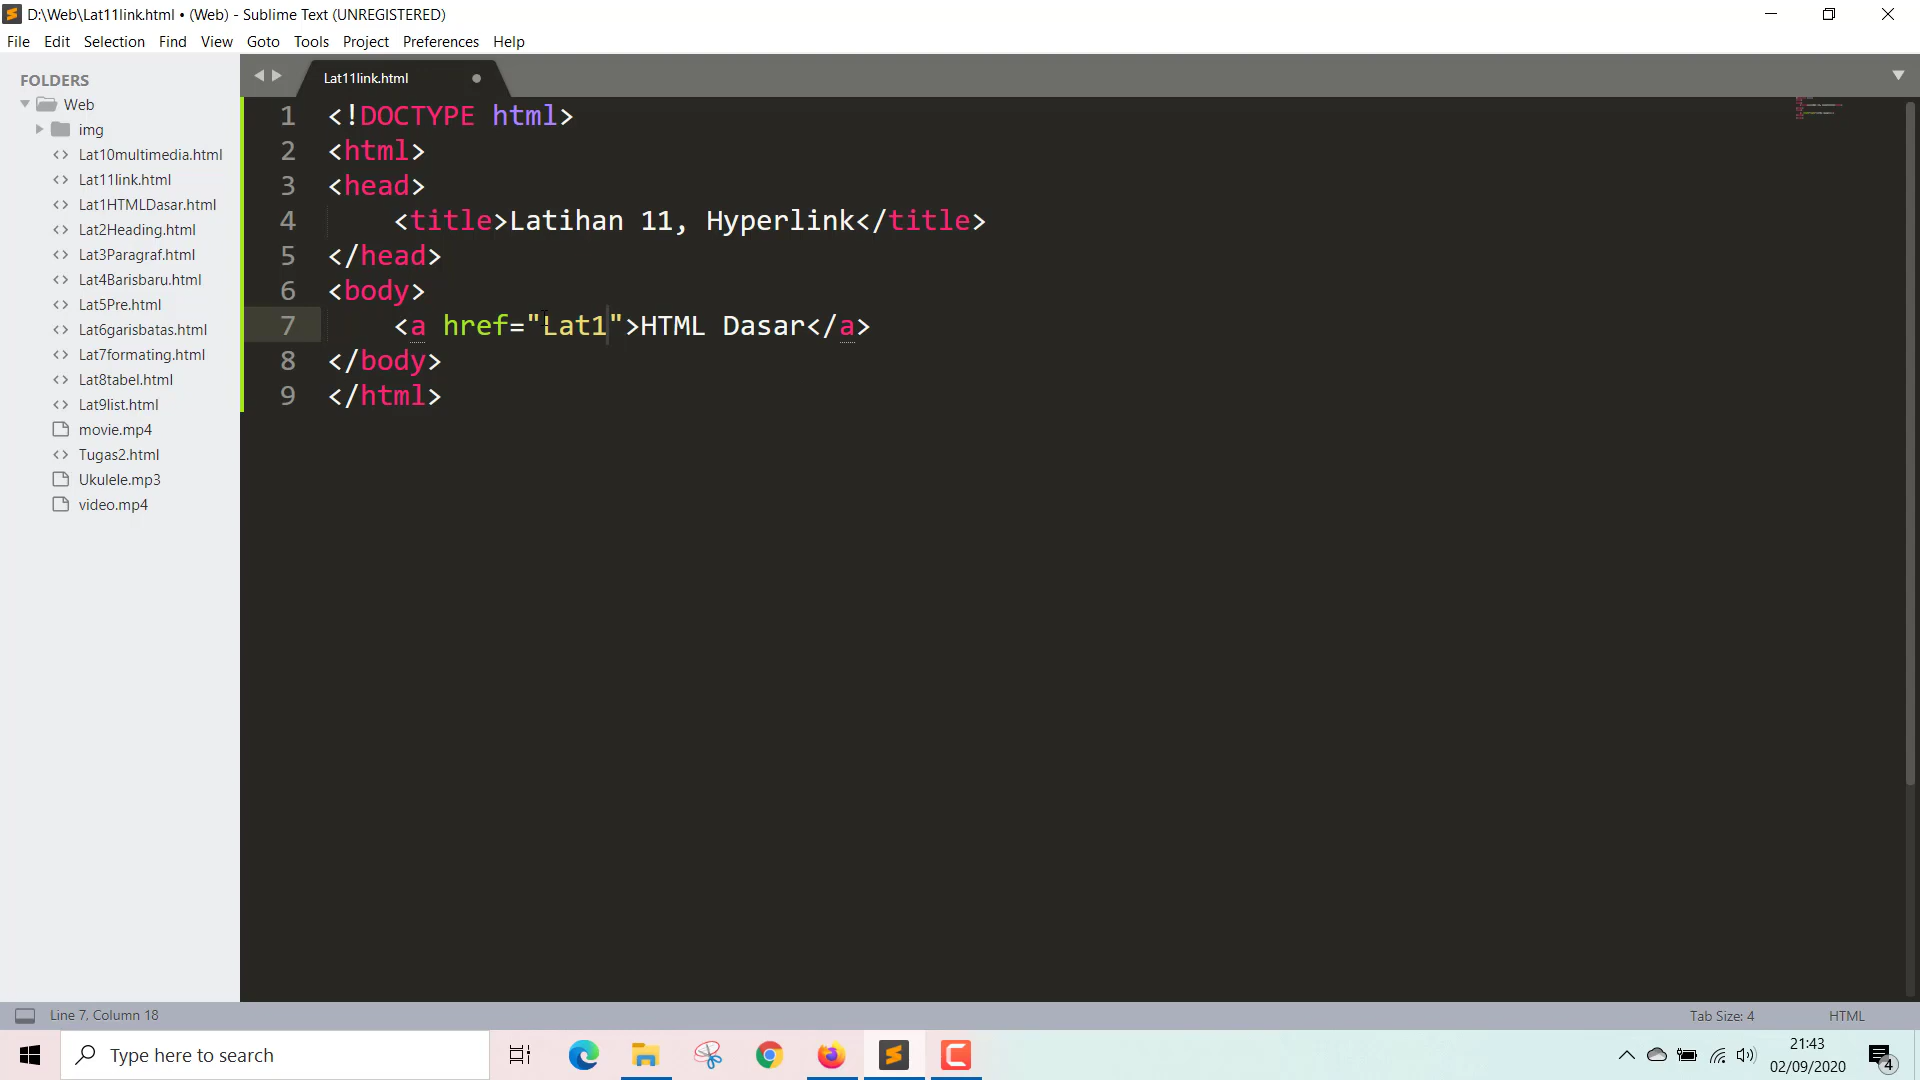 D:\Web\Lat11link.html • (Web) - Sublime Text (UNREGISTERED)
File Edit Selection Find View Goto Tools Project Preferences Help
FOLDERS
Web
img
Lat10multimedia.html
Lat11link.html
Lat1HTMLDasar.html
Lat2Heading.html
Lat3Paragraf.html
Lat4Barisbaru.html
Lat5Pre.html
Lat6garisbatas.html
Lat7formating.html
Lat8tabel.html
Lat9list.html
movie.mp4
Tugas2.html
Ukulele.mp3
video.mp4
Lat11link.html
1 <!DOCTYPE html>
2 <html>
3 <head>
4 <title>Latihan 11, Hyperlink</title>
5 </head>
6 <body>
7 <a href="Lat1">HTML Dasar</a>
8 </body>
9 </html>
Line 7, Column 18
Tab Size: 4
HTML
Type here to search
21:43
02/09/2020
4